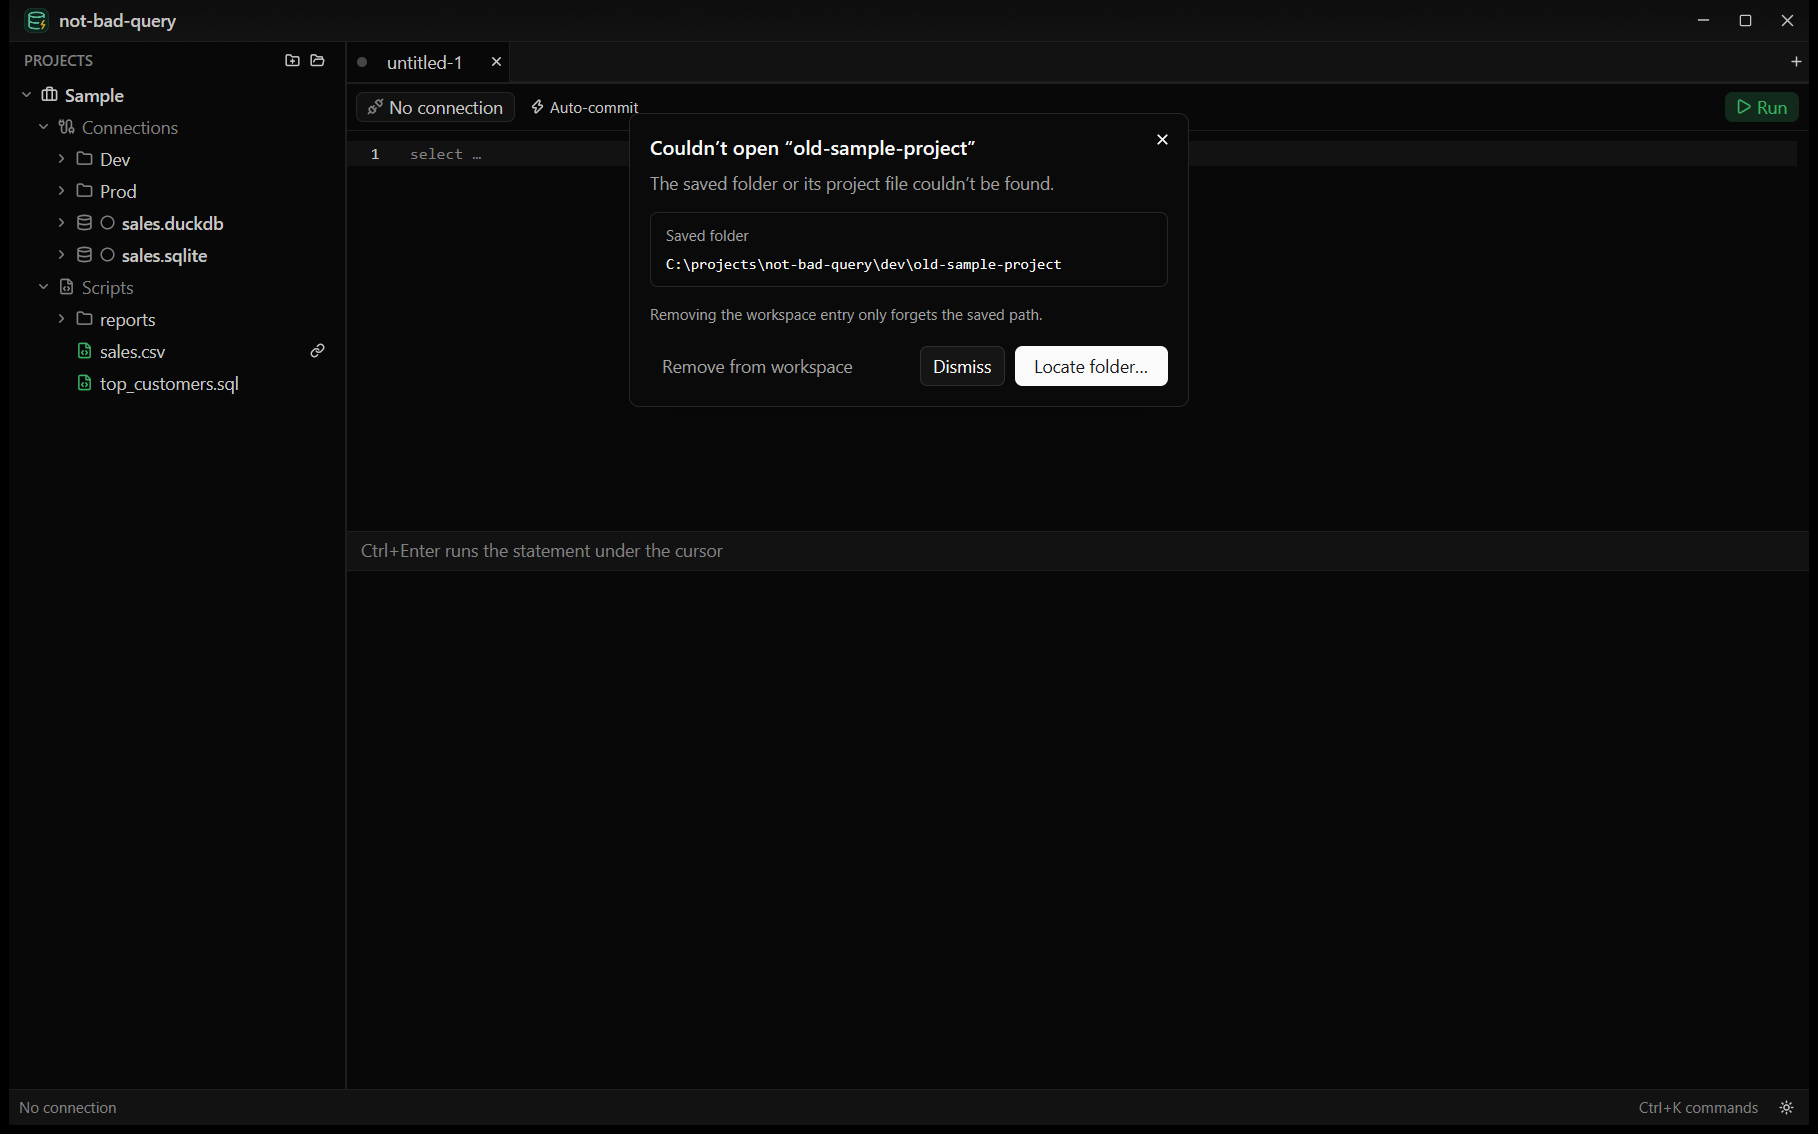 not-bad-query
PROJECTS
Sample
Connections
Dev
Prod
sales.duckdb
sales.sqlite
Scripts
reports
sales.csv
top_customers.sql
untitled-1
No connection
Auto-commit
Run
1 select …
Couldn’t open “old-sample-project”
The saved folder or its project file couldn’t be found.
Saved folder
C:\projects\not-bad-query\dev\old-sample-project
Removing the workspace entry only forgets the saved path.
Remove from workspace
Dismiss
Locate folder…
Ctrl+Enter runs the statement under the cursor
No connection
Ctrl+K commands